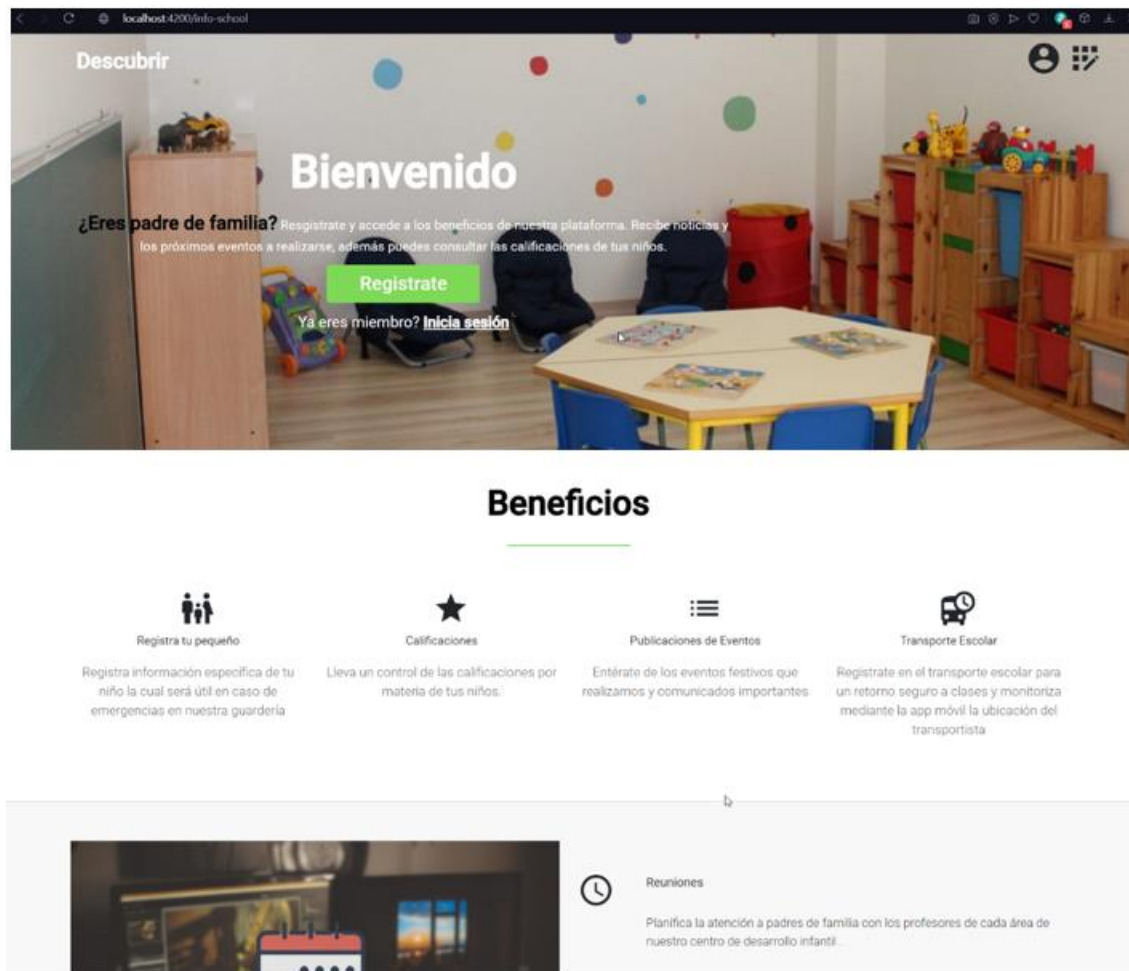 localhost:4200/info-school
Descubrir
Bienvenido
¿Eres padre de familia? Resgistrate y accede a los beneficios de nuestra plataforma. Recibe noticias y
los próximos eventos a realizarse, además puedes consultar las calificaciones de tus niños.
Registrate
Ya eres miembro? Inicia sesión
Beneficios
Registra tu pequeño
Registra información específica de tu
niño la cual será útil en caso de
emergencias en nuestra guardería
Calificaciones
Lleva un control de las calificaciones por
materia de tus niños.
Publicaciones de Eventos
Entérate de los eventos festivos que
realizamos y comunicados importantes
Transporte Escolar
Registrate en el transporte escolar para
un retorno seguro a clases y monitoriza
mediante la app móvil la ubicación del
transportista
Reuniones
Planifica la atención a padres de familia con los profesores de cada área de
nuestro centro de desarrollo infantil.